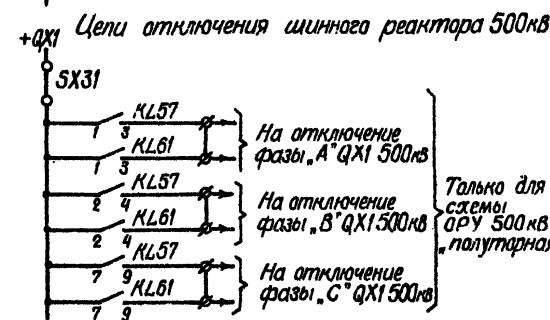 Цепи отключения шинного реактора 500кВ
+QX1
SX31
KL57
1 3
KL61
1 3
На отключение
фазы „А" QX1 500кВ
KL57
2 4
KL61
2 4
На отключение
фазы „В" QX1 500кВ
KL57
7 9
KL61
7 9
На отключение
фазы „С" QX1 500кВ
Только для
схемы
ОРУ 500 кВ
„полуторная